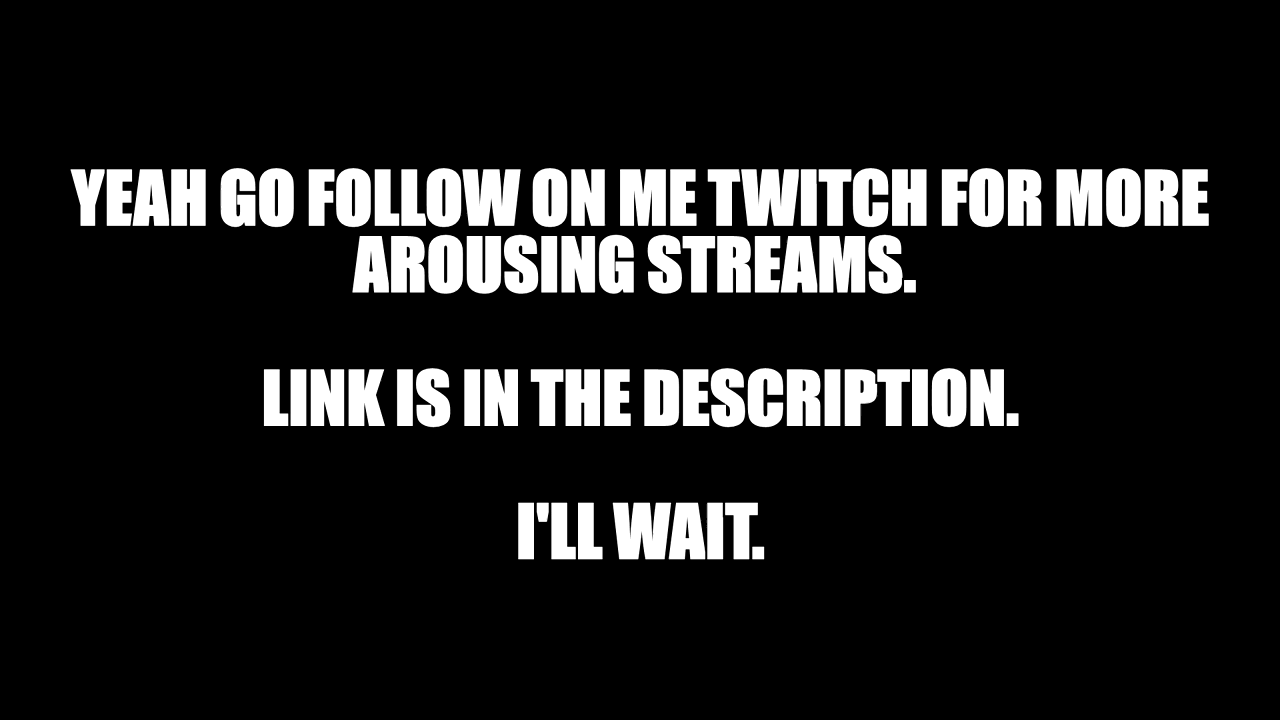 YEAH GO FOLLOW ON ME TWITCH FOR MORE
AROUSING STREAMS.
LINK IS IN THE DESCRIPTION.
I'LL WAIT.